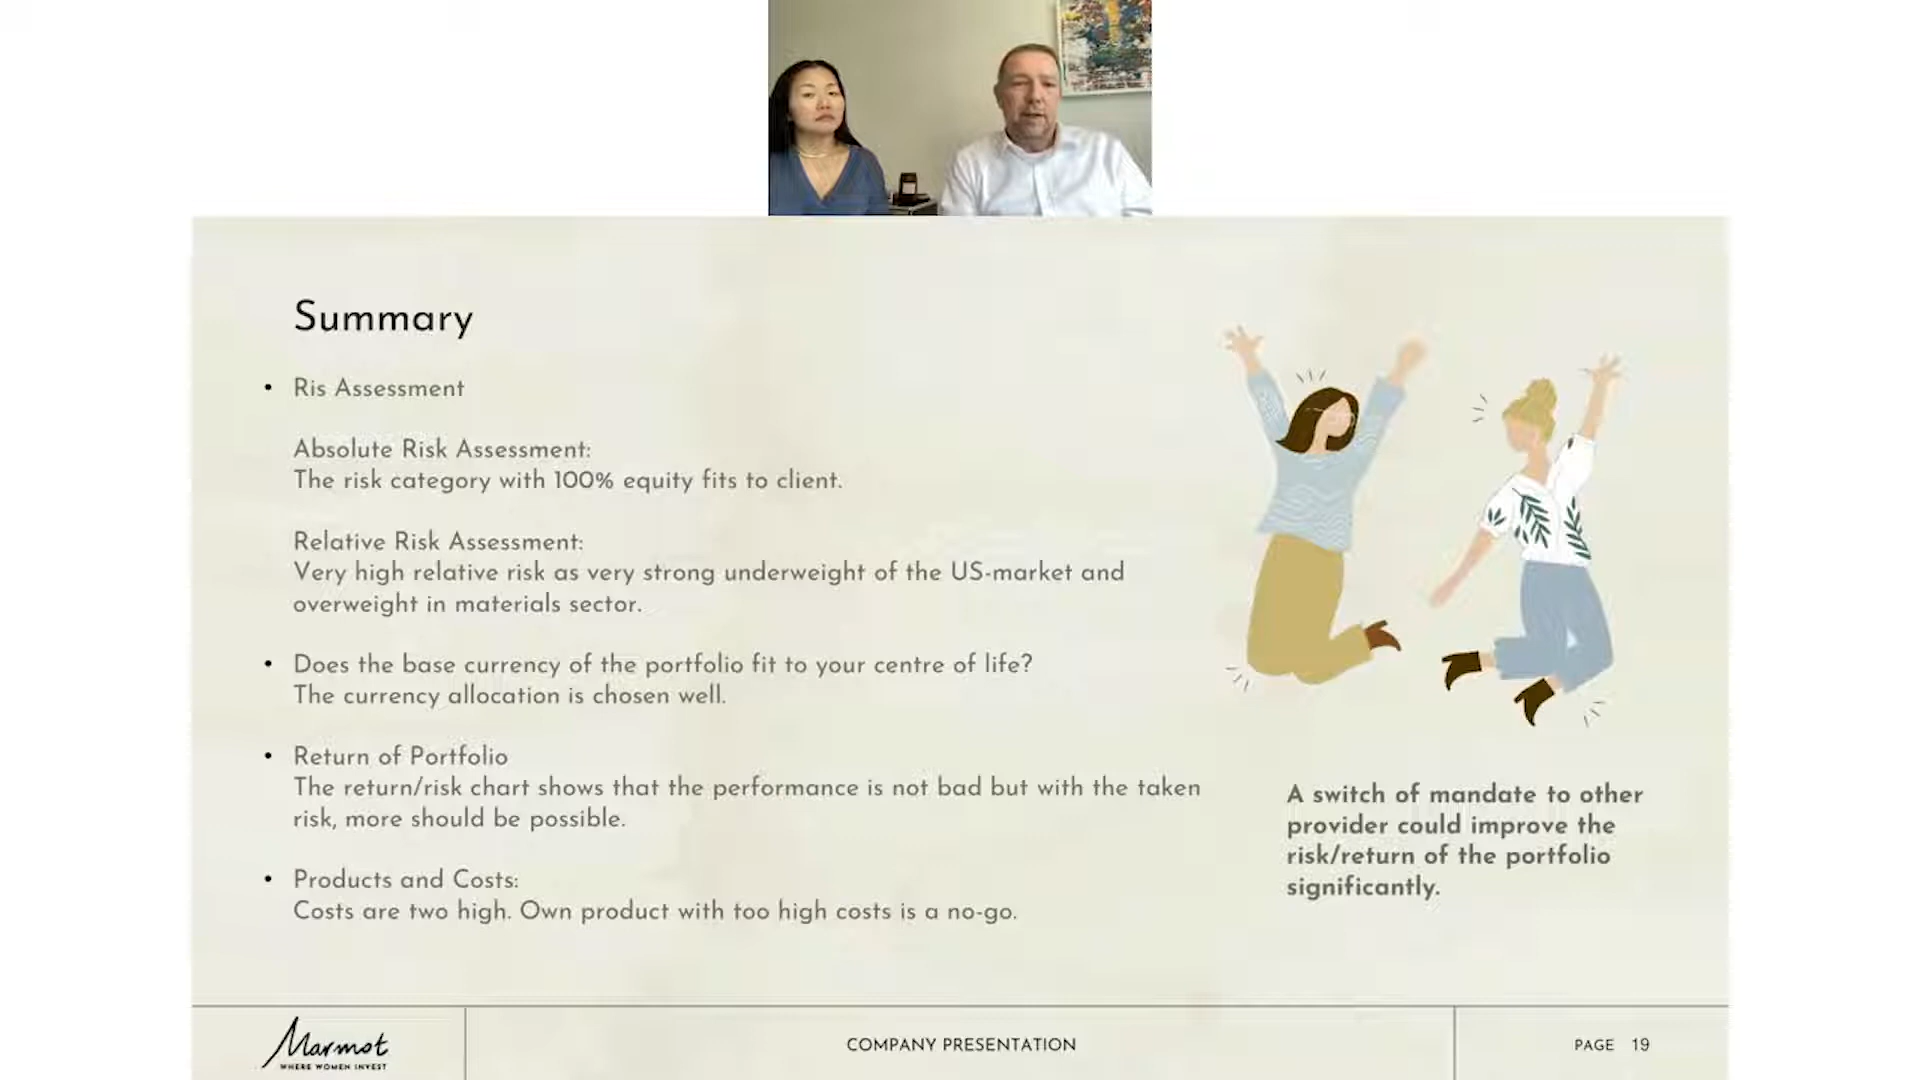 Summary
• Ris Assessment
Absolute Risk Assessment:
The risk category with 100% equity fits to client.
Relative Risk Assessment:
Very high relative risk as very strong underweight of the US-market and
overweight in materials sector.
• Does the base currency of the portfolio fit to your centre of life?
The currency allocation is chosen well.
• Return of Portfolio
The return/risk chart shows that the performance is not bad but with the taken
risk, more should be possible.
• Products and Costs:
Costs are two high. Own product with too high costs is a no-go.
A switch of mandate to other
provider could improve the
risk/return of the portfolio
significantly.
Marmot
WHERE WOMEN INVEST
COMPANY PRESENTATION
PAGE 19